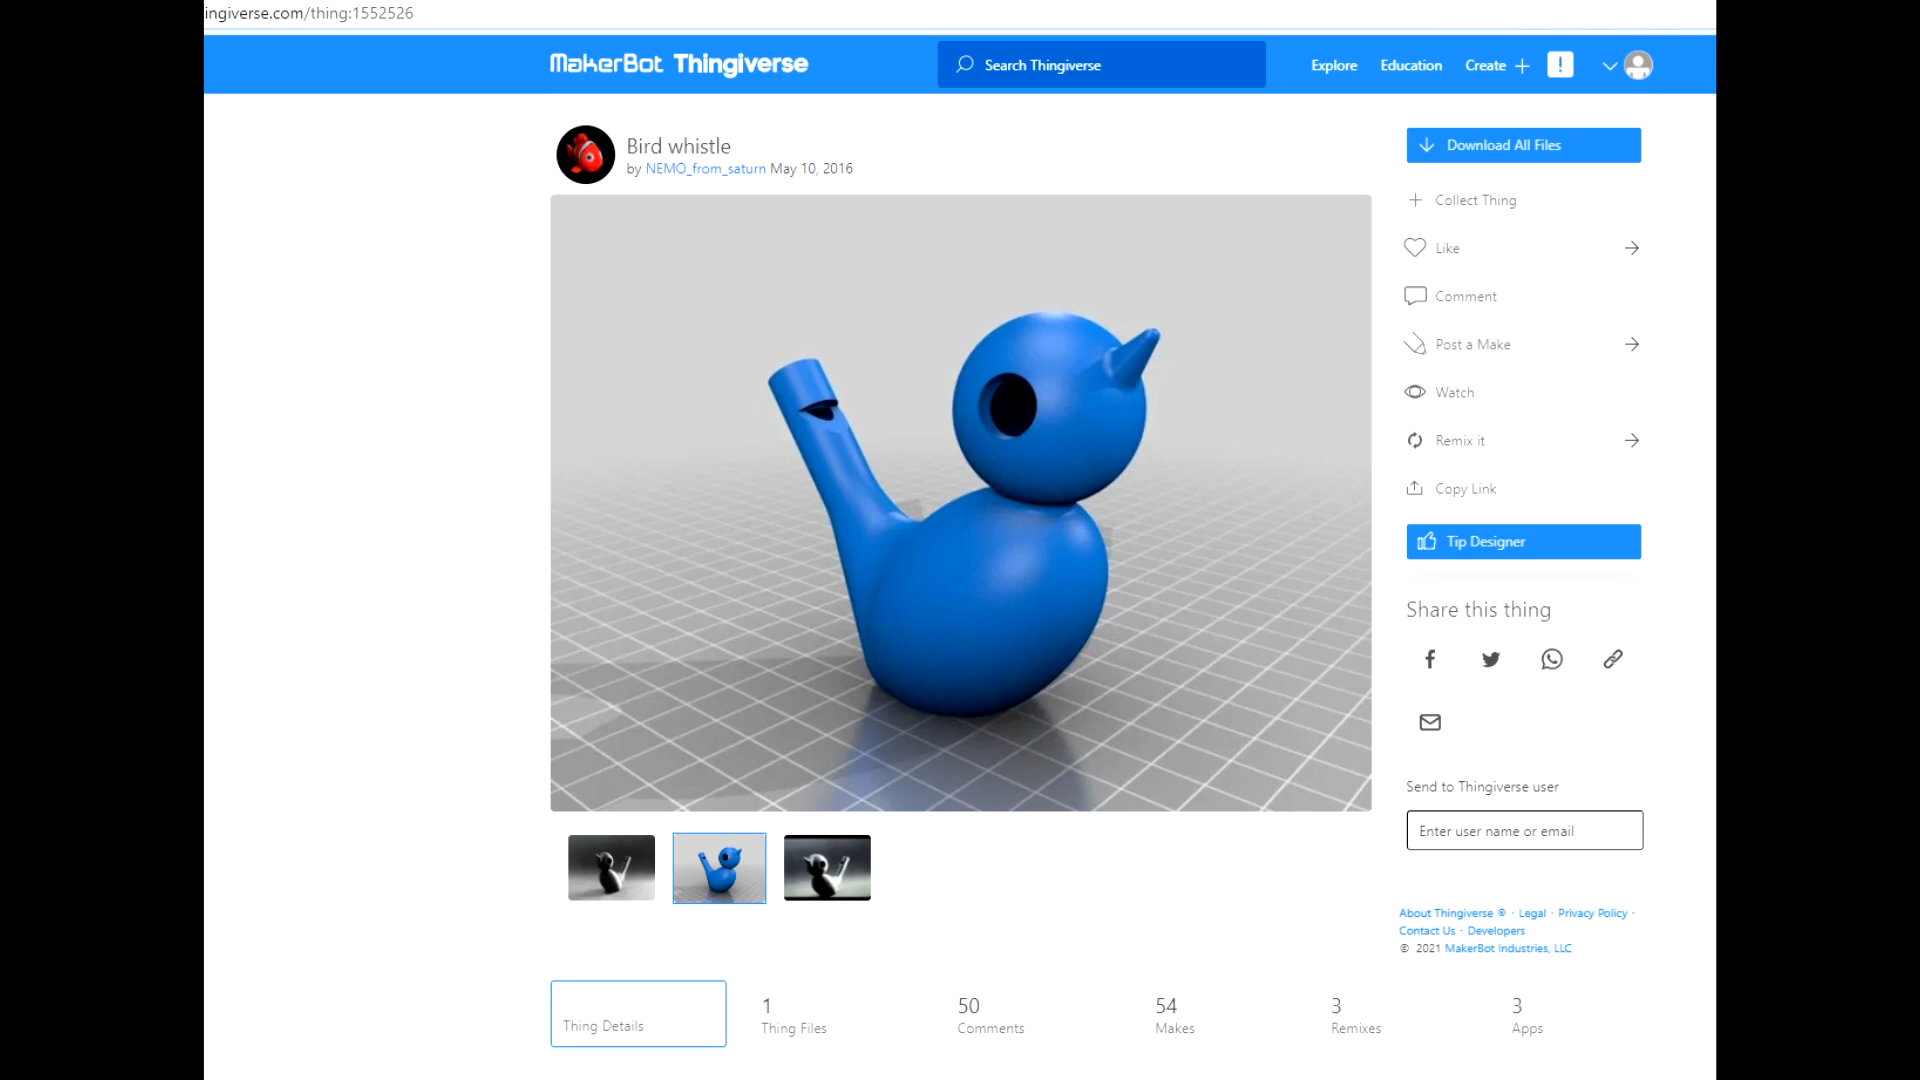 ingiverse.com/thing:1552526
MakerBot Thingiverse
Search Thingiverse
Explore
Education
Create
!
Bird whistle
by NEMO_from_saturn May 10, 2016
Download All Files
Collect Thing
Like
Comment
Post a Make
Watch
Remix it
Copy Link
Tip Designer
Share this thing
Send to Thingiverse user
Enter user name or email
About Thingiverse ® · Legal · Privacy Policy ·
Contact Us · Developers
© 2021 MakerBot Industries, LLC
Thing Details
1
Thing Files
50
Comments
54
Makes
3
Remixes
3
Apps